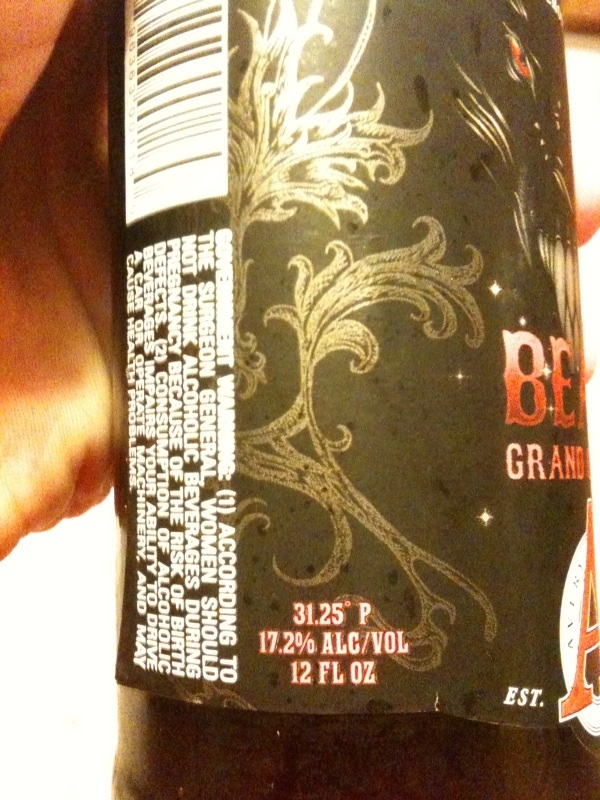 GOVERNMENT WARNING: (1) ACCORDING TO
THE SURGEON GENERAL, WOMEN SHOULD
NOT DRINK ALCOHOLIC BEVERAGES DURING
PREGNANCY BECAUSE OF THE RISK OF BIRTH
DEFECTS. (2) CONSUMPTION OF ALCOHOLIC
BEVERAGES IMPAIRS YOUR ABILITY TO DRIVE
A CAR OR OPERATE MACHINERY, AND MAY
CAUSE HEALTH PROBLEMS.
BE
GRAND
31.25° P
17.2% ALC/VOL
12 FL OZ
EST.
A